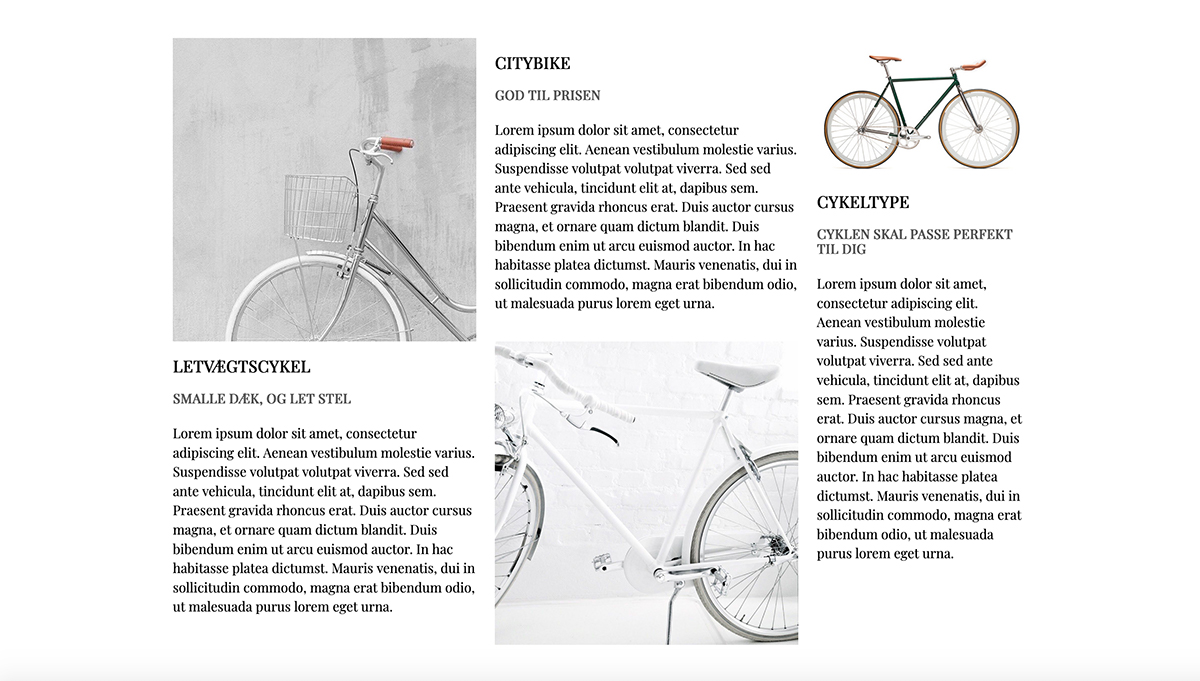 LETVÆGTSCYKEL
SMALLE DÆK, OG LET STEL
Lorem ipsum dolor sit amet, consectetur
adipiscing elit. Aenean vestibulum molestie varius.
Suspendisse volutpat volutpat viverra. Sed sed
ante vehicula, tincidunt elit at, dapibus sem.
Praesent gravida rhoncus erat. Duis auctor cursus
magna, et ornare quam dictum blandit. Duis
bibendum enim ut arcu euismod auctor. In hac
habitasse platea dictumst. Mauris venenatis, dui in
sollicitudin commodo, magna erat bibendum odio,
ut malesuada purus lorem eget urna.
CITYBIKE
GOD TIL PRISEN
Lorem ipsum dolor sit amet, consectetur
adipiscing elit. Aenean vestibulum molestie varius.
Suspendisse volutpat volutpat viverra. Sed sed
ante vehicula, tincidunt elit at, dapibus sem.
Praesent gravida rhoncus erat. Duis auctor cursus
magna, et ornare quam dictum blandit. Duis
bibendum enim ut arcu euismod auctor. In hac
habitasse platea dictumst. Mauris venenatis, dui in
sollicitudin commodo, magna erat bibendum odio,
ut malesuada purus lorem eget urna.
CYKELTYPE
CYKLEN SKAL PASSE PERFEKT
TIL DIG
Lorem ipsum dolor sit amet,
consectetur adipiscing elit.
Aenean vestibulum molestie
varius. Suspendisse volutpat
volutpat viverra. Sed sed ante
vehicula, tincidunt elit at, dapibus
sem. Praesent gravida rhoncus
erat. Duis auctor cursus magna, et
ornare quam dictum blandit. Duis
bibendum enim ut arcu euismod
auctor. In hac habitasse platea
dictumst. Mauris venenatis, dui in
sollicitudin commodo, magna erat
bibendum odio, ut malesuada
purus lorem eget urna.